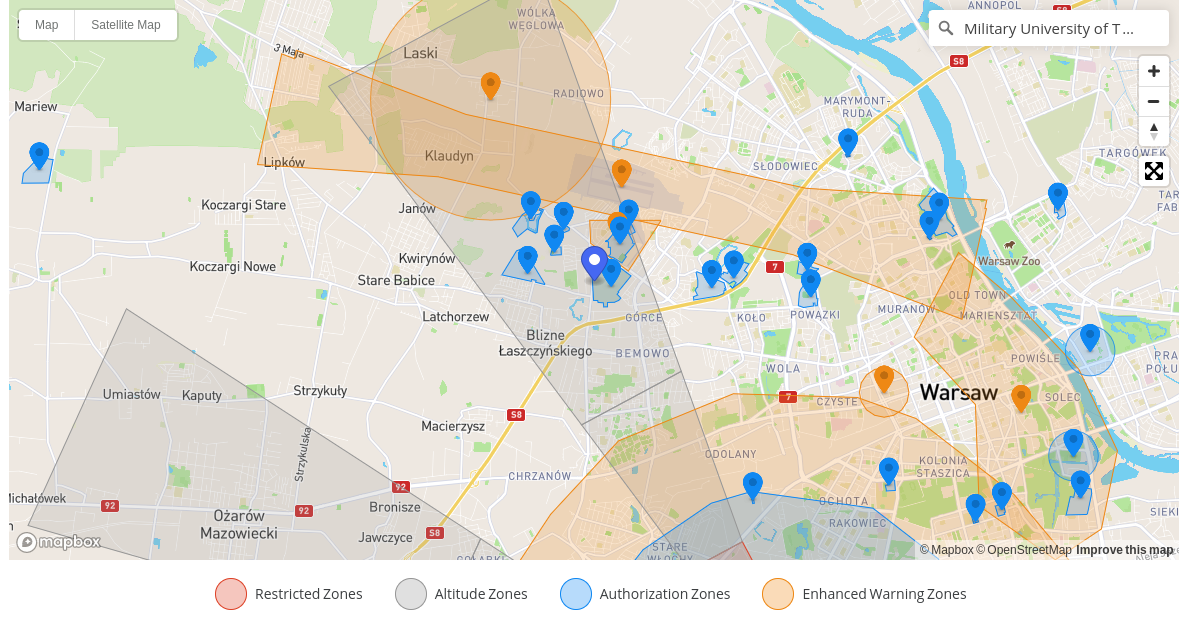 Map
Satellite Map
Military University of T...
ANNOPOL
S8
WÓLKA
WĘGLOWA
3 Maja
Laski
S8
RADIOWO
MARYMONT-
RUDA
Mariew
TARGÓWEK
Lipków
Klaudyn
SŁODOWIEC
Koczargi Stare
Janów
TAR
FAB
Koczargi Nowe
Kwirynów
Stare Babice
7
Warsaw Zoo
OLD TOWN
MARIENSZTAT
Latchorzew
GÓRCE
KOŁO
POWĄZKI
MURANÓW
Blizne
Łaszczyńskiego
BEMOWO
POWIŚLE
PRA
POŁU
WOLA
Umiastów
Kaputy
Strzykuły
7
CZYSTE
Warsaw
SOLEC
S8
Macierzysz
Strzykulska
ODOLANY
KOLONIA
STASZICA
CHRZANÓW
92
Michałówek
92
92
Bronisze
OCHOTA
RAKOWIEC
SIEKI
Ożarów
Mazowiecki
S8
Jawczyce
STARE
WŁOCHY
GOŁĄBKI
mapbox
© Mapbox © OpenStreetMap Improve this map
Restricted Zones
Altitude Zones
Authorization Zones
Enhanced Warning Zones